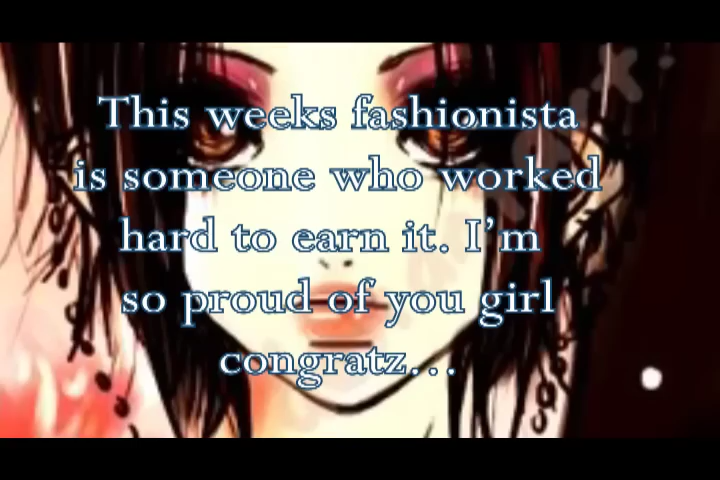 This weeks fashionista
is someone who worked
hard to earn it. I'm
so proud of you girl
congratz...